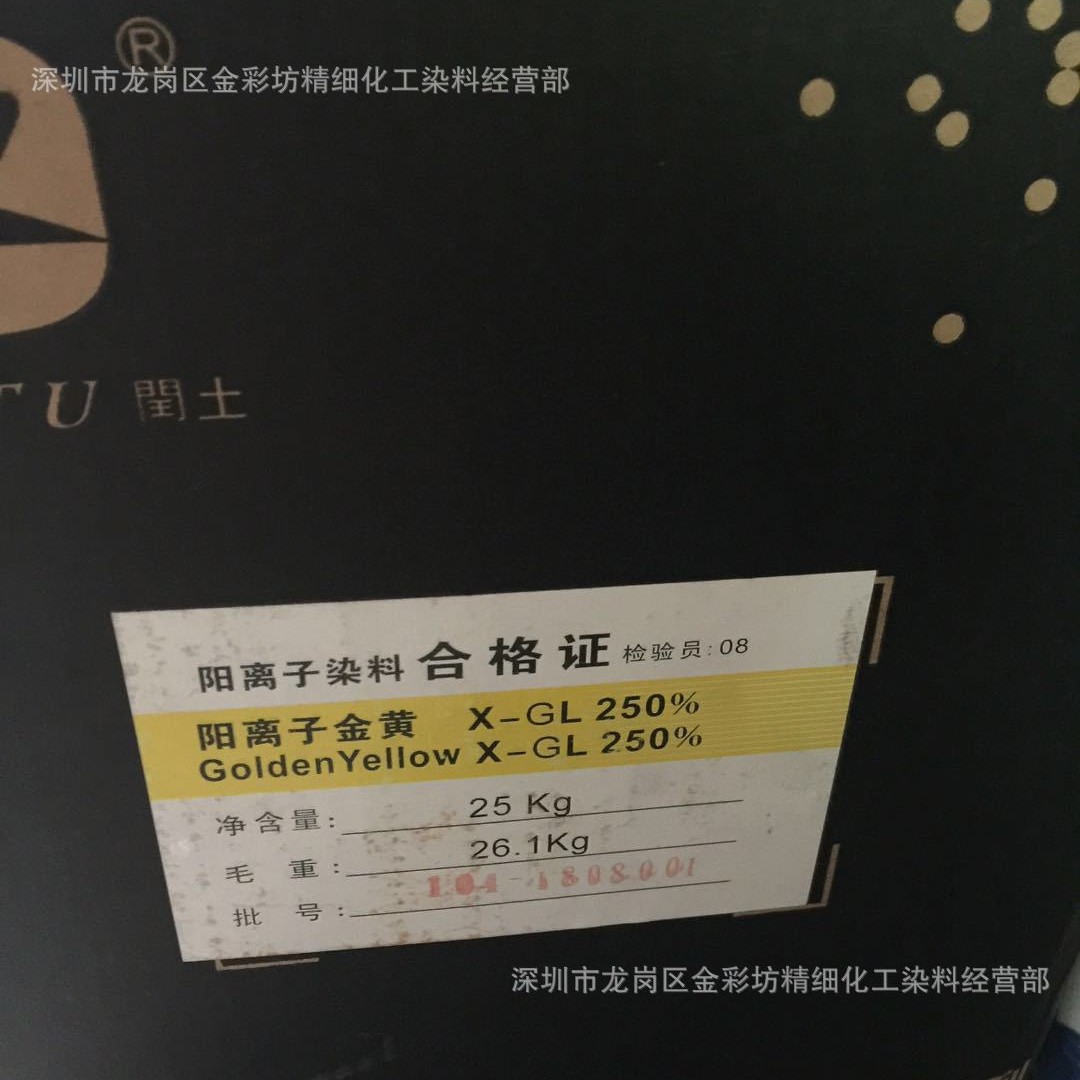 ®
深圳市龙岗区金彩坊精细化工染料经营部
TU 閏土
阳离子染料 合格证 检验员:08
阳离子金黄 X-GL 250%
GoldenYellow X-GL 250%
净含量: 25 Kg
毛 重: 26.1Kg
批 号: 104-1808001
深圳市龙岗区金彩坊精细化工染料经营部